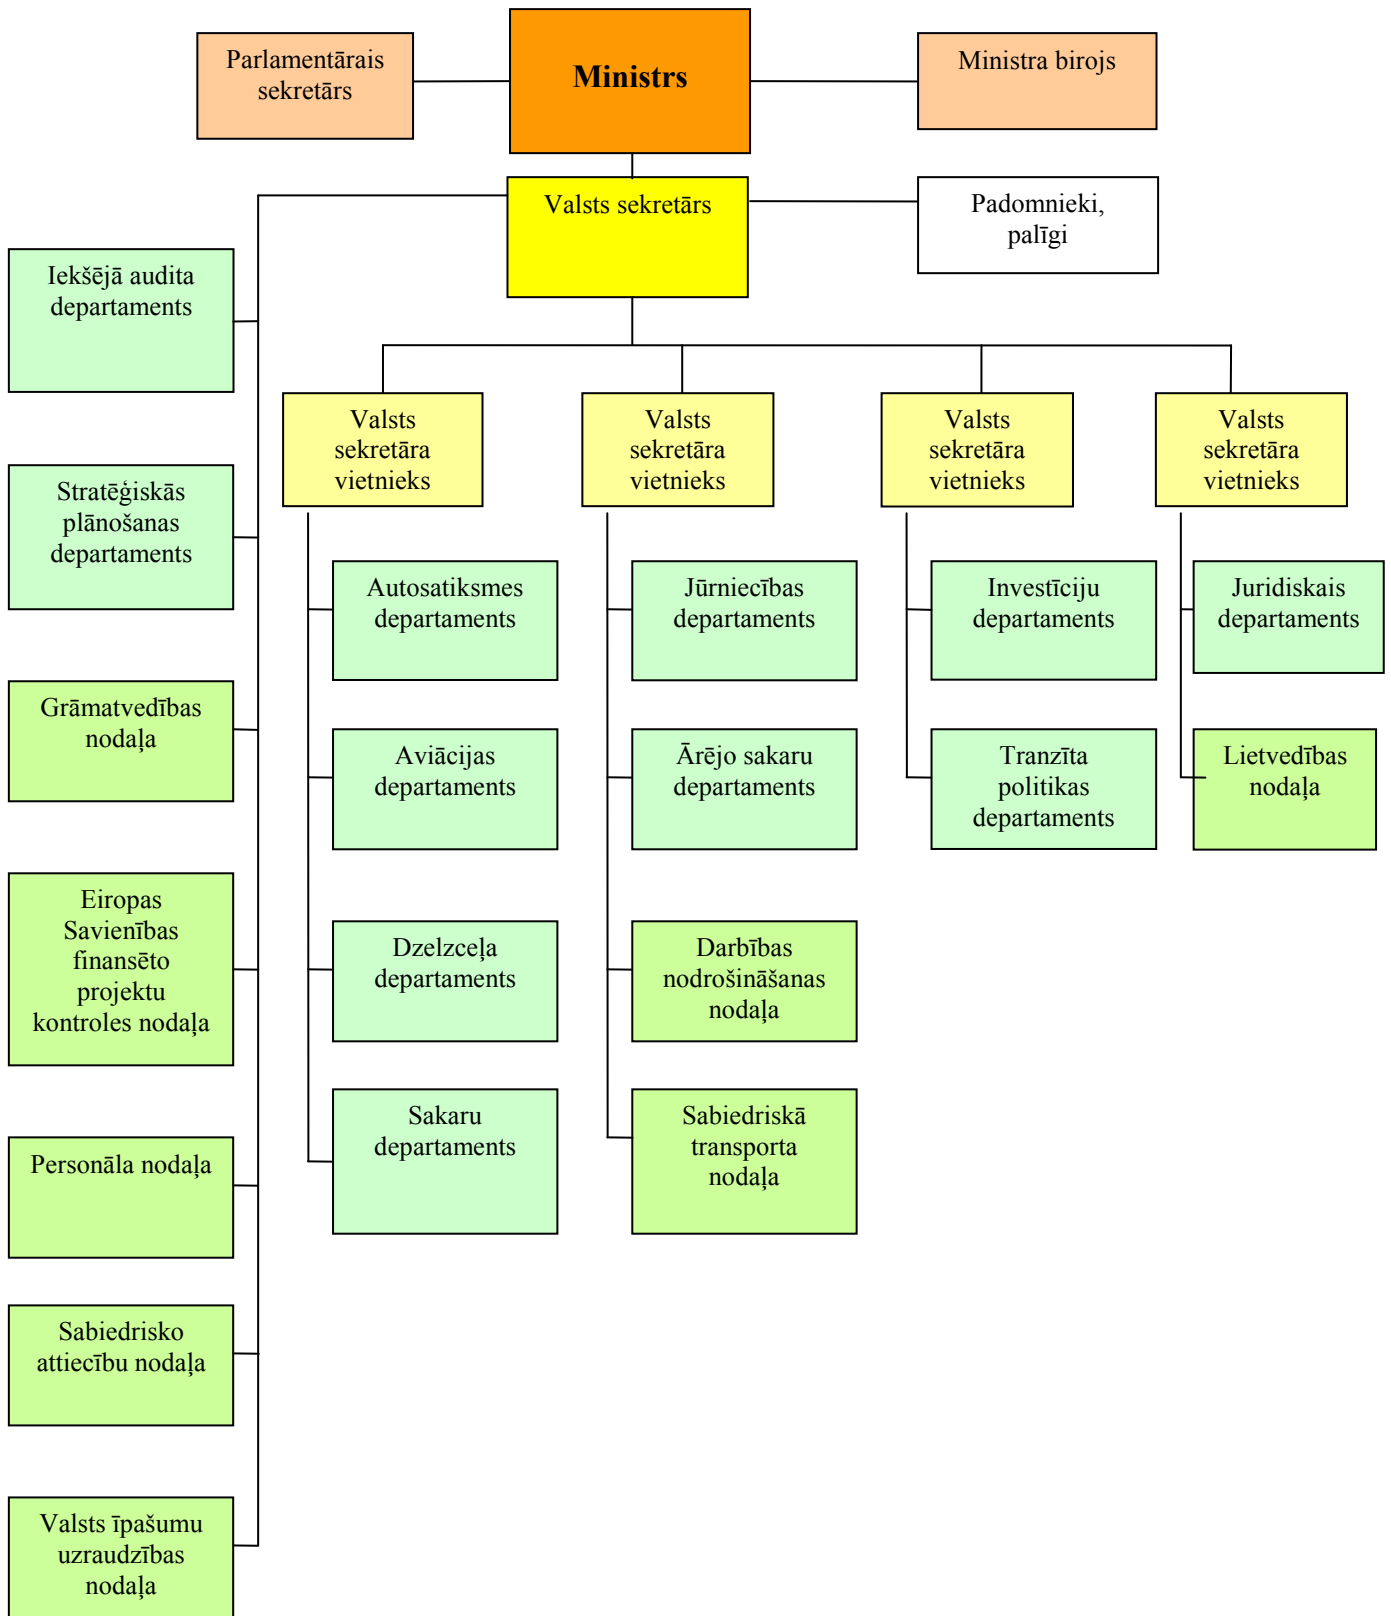 Parlamentārais
sekretārs
Ministrs
Ministra birojs
Valsts sekretārs
Padomnieki,
palīgi
Iekšējā audita
departaments
Stratēģiskās
plānošanas
departaments
Grāmatvedības
nodaļa
Eiropas
Savienības
finansēto
projektu
kontroles nodaļa
Personāla nodaļa
Sabiedrisko
attiecību nodaļa
Valsts īpašumu
uzraudzības
nodaļa
Valsts
sekretāra
vietnieks
Autosatiksmes
departaments
Aviācijas
departaments
Dzelzceļa
departaments
Sakaru
departaments
Valsts
sekretāra
vietnieks
Jūrniecības
departaments
Ārējo sakaru
departaments
Darbības
nodrošināšanas
nodaļa
Sabiedriskā
transporta
nodaļa
Valsts
sekretāra
vietnieks
Investīciju
departaments
Tranzīta
politikas
departaments
Valsts
sekretāra
vietnieks
Juridiskais
departaments
Lietvedības
nodaļa